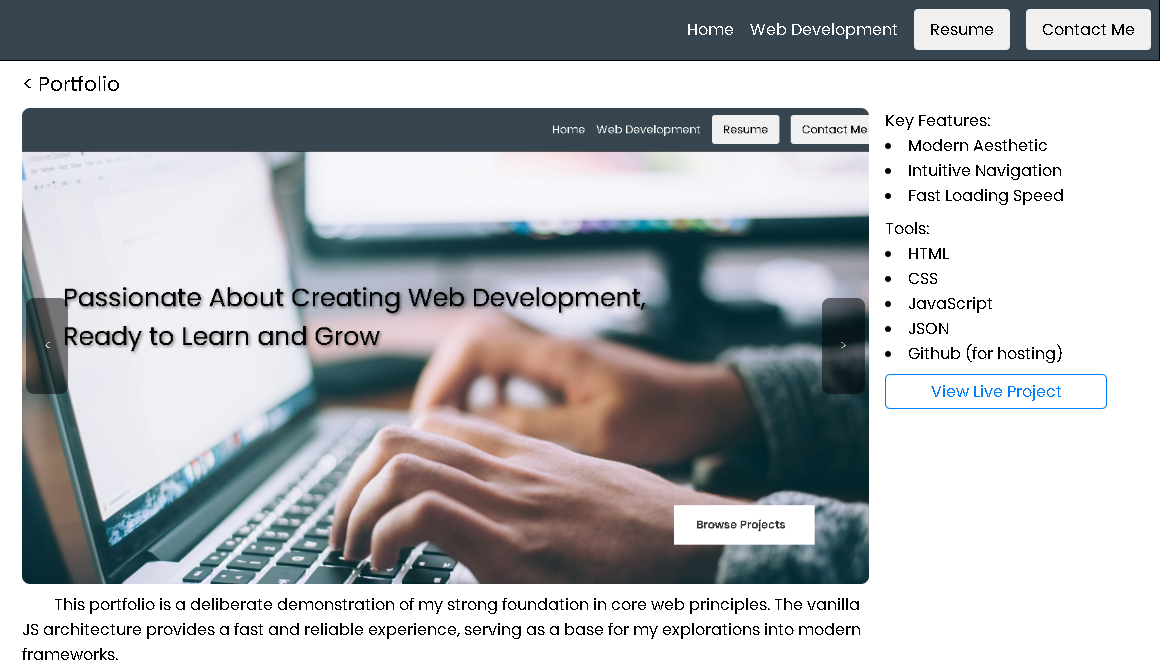 Home Web Development Resume Contact Me
< Portfolio
Home Web Development Resume Contact Me
Passionate About Creating Web Development,
Ready to Learn and Grow
<
>
Browse Projects
Key Features:
• Modern Aesthetic
• Intuitive Navigation
• Fast Loading Speed
Tools:
• HTML
• CSS
• JavaScript
• JSON
• Github (for hosting)
View Live Project
This portfolio is a deliberate demonstration of my strong foundation in core web principles. The vanilla
JS architecture provides a fast and reliable experience, serving as a base for my explorations into modern
frameworks.